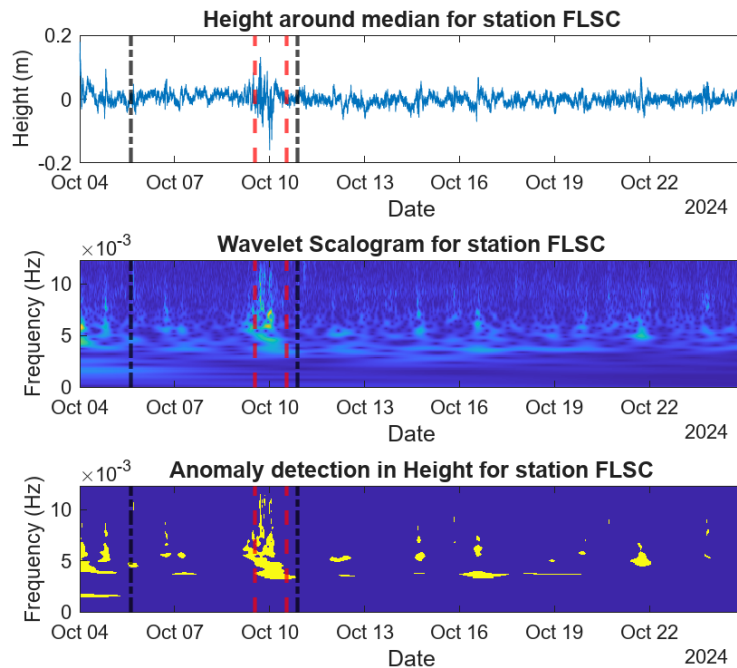 Height around median for station FLSC
Height (m)
0.2
0
-0.2
Oct 04 Oct 07 Oct 10 Oct 13 Oct 16 Oct 19 Oct 22
Date
2024
Wavelet Scalogram for station FLSC
×10-3
Frequency (Hz)
10
5
0
Oct 04 Oct 07 Oct 10 Oct 13 Oct 16 Oct 19 Oct 22
Date
2024
Anomaly detection in Height for station FLSC
×10-3
Frequency (Hz)
10
5
0
Oct 04 Oct 07 Oct 10 Oct 13 Oct 16 Oct 19 Oct 22
Date
2024